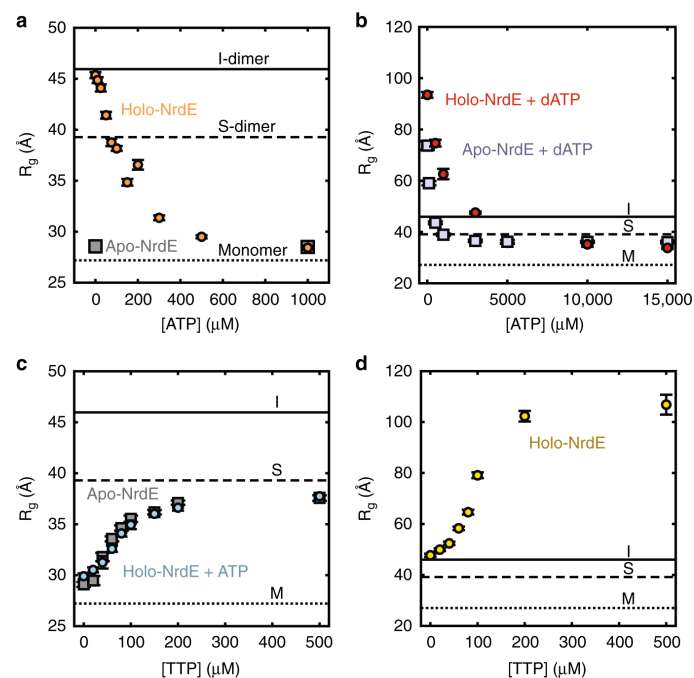 a
50
45
40
35
30
25
Rg (Å)
I-dimer
Holo-NrdE
S-dimer
Apo-NrdE
Monomer
0 200 400 600 800 1000
[ATP] (μM)
b
120
100
80
60
40
20
Rg (Å)
Holo-NrdE + dATP
Apo-NrdE + dATP
I
S
M
0 5000 10,000 15,000
[ATP] (μM)
c
50
45
40
35
30
25
Rg (Å)
I
S
Apo-NrdE
Holo-NrdE + ATP
M
0 100 200 300 400 500
[TTP] (μM)
d
120
100
80
60
40
20
Rg (Å)
Holo-NrdE
I
S
M
0 100 200 300 400 500
[TTP] (μM)